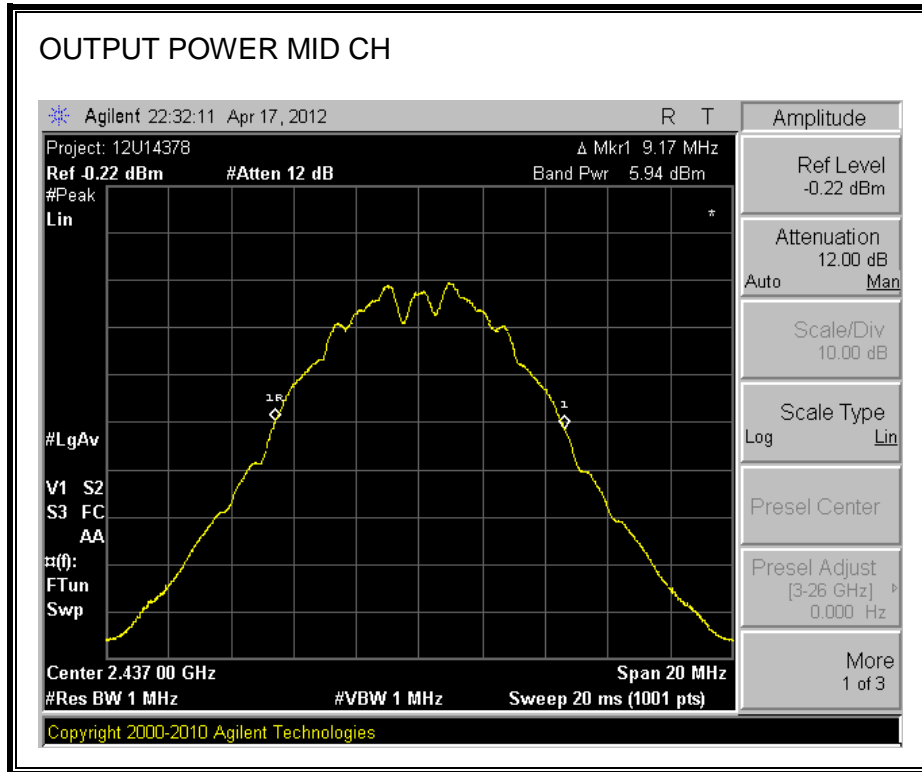 OUTPUT POWER MID CH
Agilent 22:32:11 Apr 17, 2012 R T
Project: 12U14378 Δ Mkr1 9.17 MHz
Ref -0.22 dBm #Atten 12 dB Band Pwr 5.94 dBm
#Peak
Lin
*
1R
1
#LgAv
V1 S2
S3 FC
AA
¤(f):
FTun
Swp
Center 2.437 00 GHz Span 20 MHz
#Res BW 1 MHz #VBW 1 MHz Sweep 20 ms (1001 pts)
Copyright 2000-2010 Agilent Technologies
Amplitude
Ref Level
-0.22 dBm
Attenuation
12.00 dB
Auto Man
Scale/Div
10.00 dB
Scale Type
Log Lin
Presel Center
Presel Adjust
[3-26 GHz]
0.000 Hz
More
1 of 3